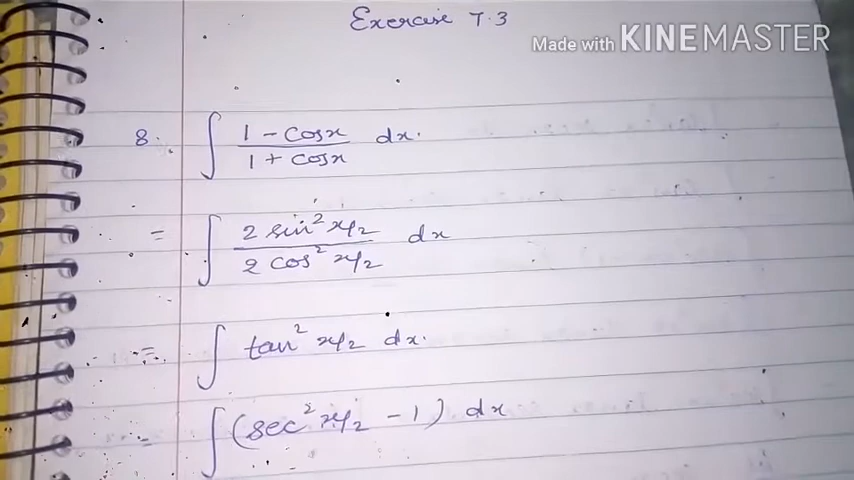 Exercise 7.3
Made with KINEMASTER
8. ∫ (1 - cosx)/(1 + cosx) dx.
= ∫ (2 sin² x/2)/(2 cos² x/2) dx
= ∫ tan² x/2 dx.
= ∫ (sec² x/2 - 1) dx